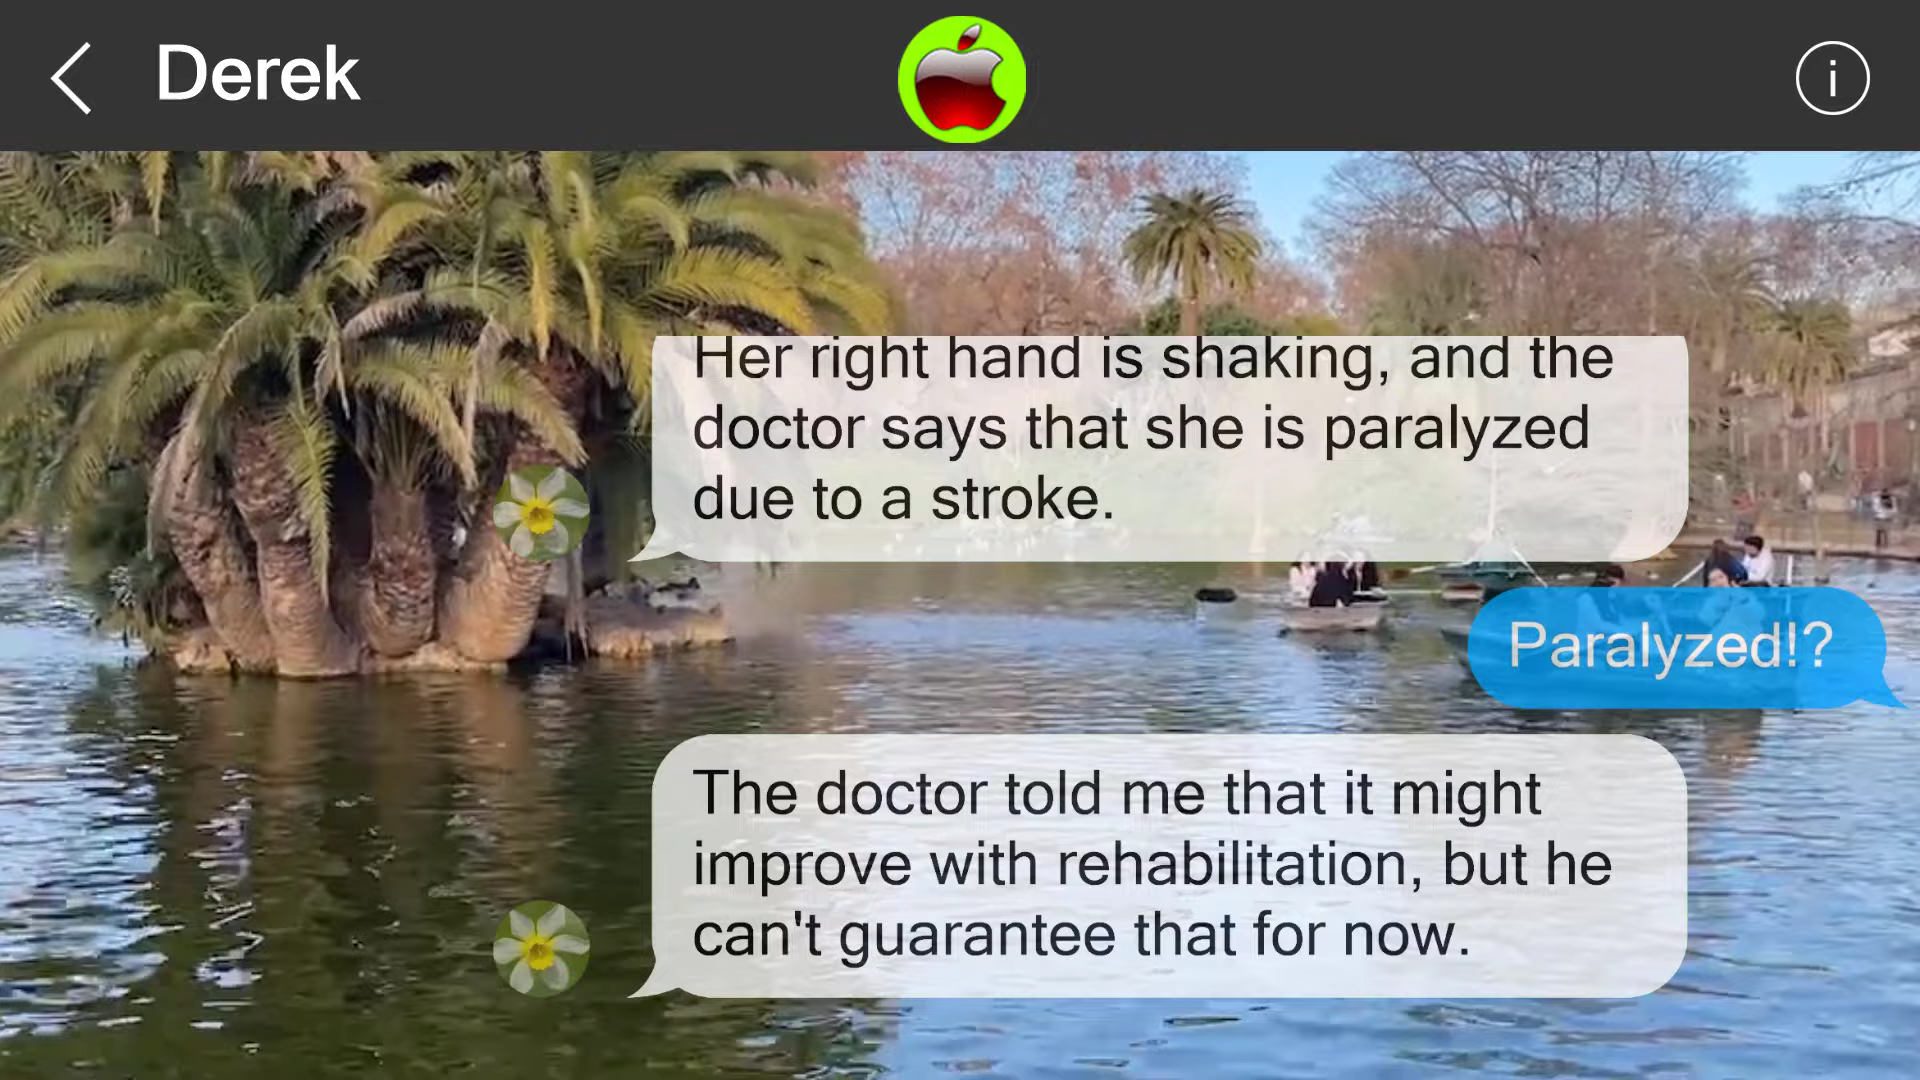 Derek
i
Her right hand is shaking, and the
doctor says that she is paralyzed
due to a stroke.
Paralyzed!?
The doctor told me that it might
improve with rehabilitation, but he
can't guarantee that for now.